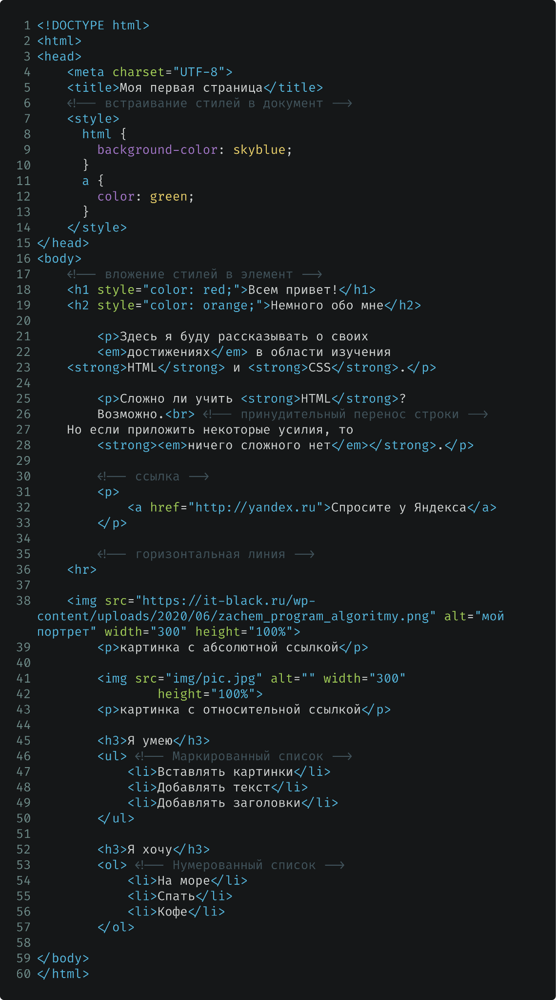 1 <!DOCTYPE html>
2 <html>
3 <head>
4     <meta charset="UTF-8">
5     <title>Моя первая страница</title>
6     <!-- встраивание стилей в документ -->
7     <style>
8       html {
9         background-color: skyblue;
10       }
11       a {
12         color: green;
13       }
14     </style>
15 </head>
16 <body>
17     <!-- вложение стилей в элемент -->
18     <h1 style="color: red;">Всем привет!</h1>
19     <h2 style="color: orange;">Немного обо мне</h2>
20
21         <p>Здесь я буду рассказывать о своих
22         <em>достижениях</em> в области изучения
23     <strong>HTML</strong> и <strong>CSS</strong>.</p>
24
25         <p>Сложно ли учить <strong>HTML</strong>?
26         Возможно.<br> <!-- принудительный перенос строки -->
27     Но если приложить некоторые усилия, то
28         <strong><em>ничего сложного нет</em></strong>.</p>
29
30         <!-- ссылка -->
31         <p>
32             <a href="http://yandex.ru">Спросите у Яндекса</a>
33         </p>
34
35         <!-- горизонтальная линия -->
36     <hr>
37
38     <img src="https://it-black.ru/wp-
content/uploads/2020/06/zachem_program_algoritmy.png" alt="мой
портрет" width="300" height="100%">
39         <p>картинка с абсолютной ссылкой</p>
40
41         <img src="img/pic.jpg" alt="" width="300"
42                 height="100%">
43         <p>картинка с относительной ссылкой</p>
44
45         <h3>Я умею</h3>
46         <ul> <!-- Маркированный список -->
47             <li>Вставлять картинки</li>
48             <li>Добавлять текст</li>
49             <li>Добавлять заголовки</li>
50         </ul>
51
52         <h3>Я хочу</h3>
53         <ol> <!-- Нумерованный список -->
54             <li>На море</li>
55             <li>Спать</li>
56             <li>Кофе</li>
57         </ol>
58
59 </body>
60 </html>